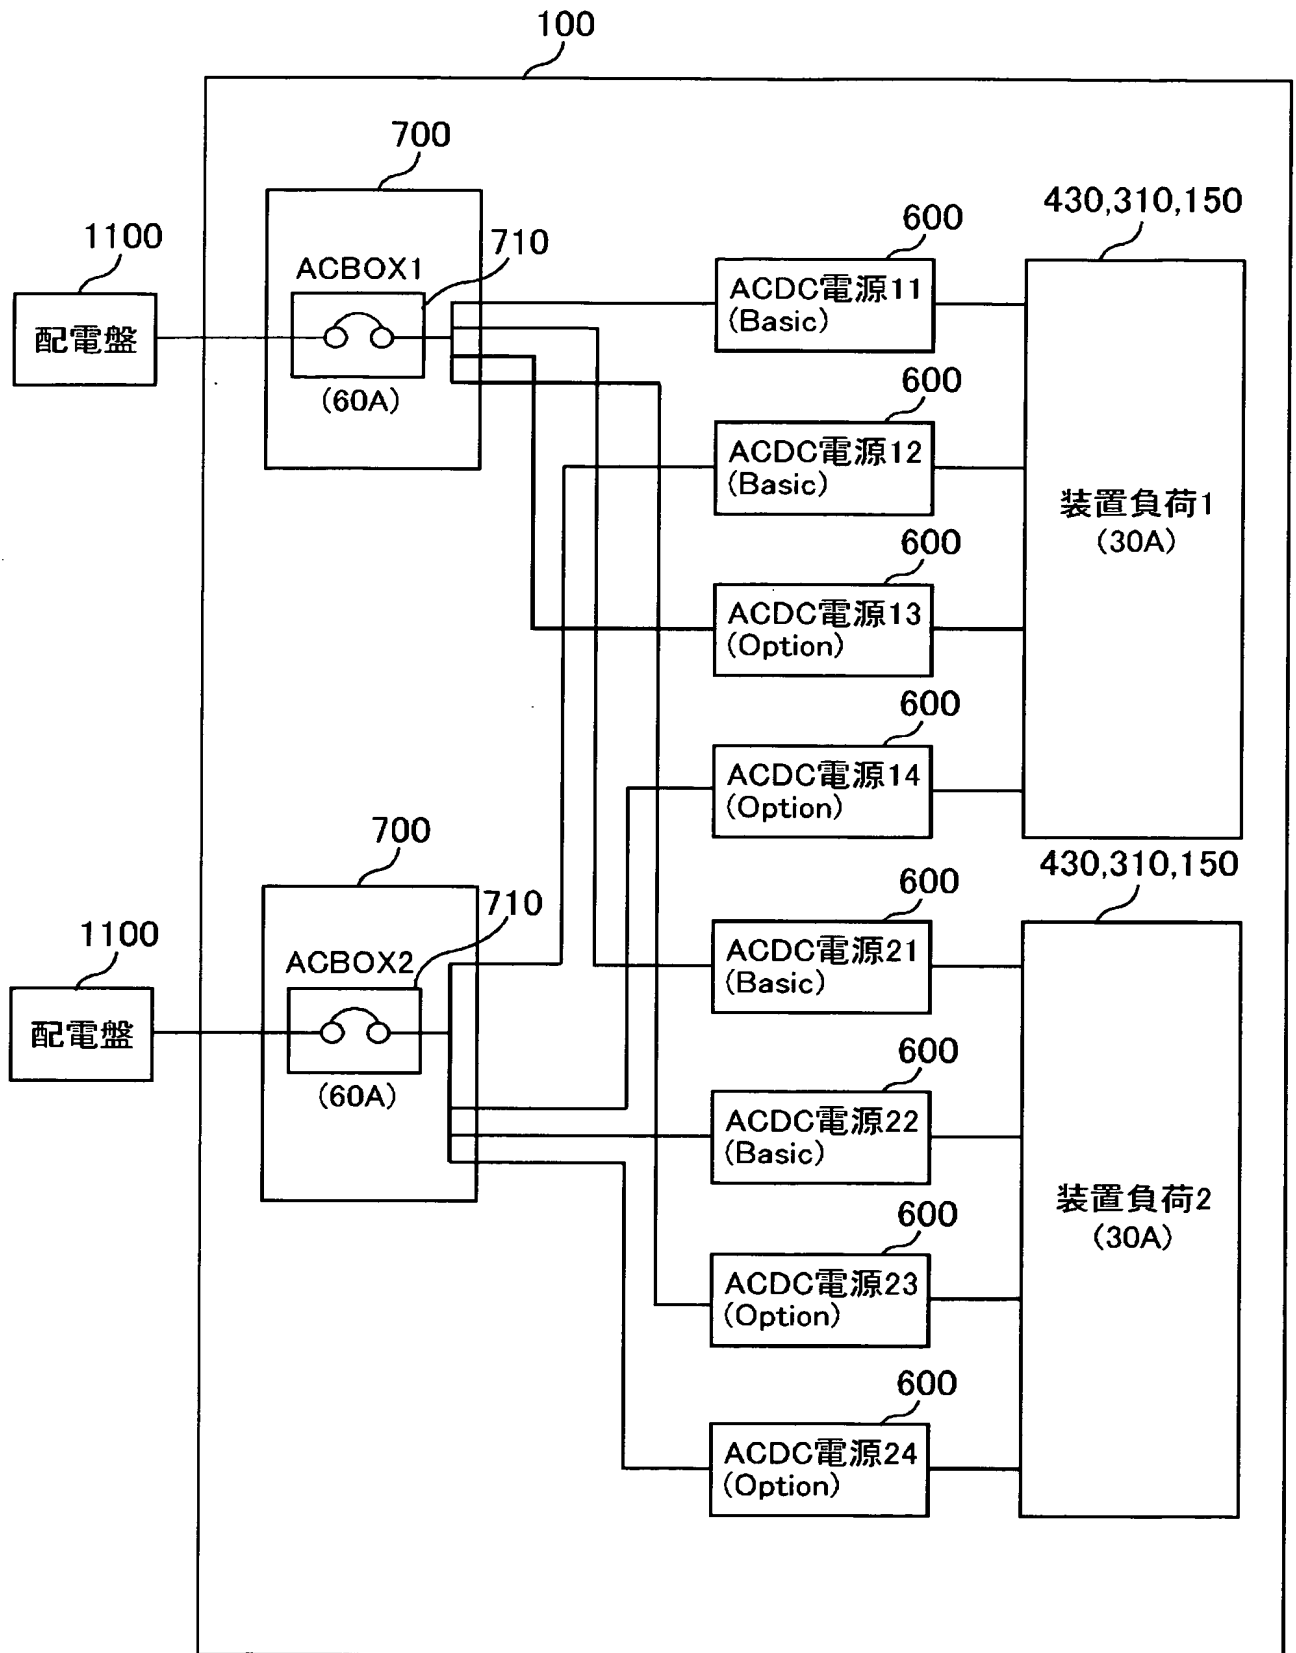 100
700
430,310,150
600
1100
710
ACBOX1
ACDC電源11
(Basic)
配電盤
(60A)
600
ACDC電源12
(Basic)
装置負荷1
(30A)
600
ACDC電源13
(Option)
600
ACDC電源14
(Option)
700
430,310,150
600
710
1100
ACBOX2
ACDC電源21
(Basic)
配電盤
(60A)
600
ACDC電源22
(Basic)
装置負荷2
(30A)
600
ACDC電源23
(Option)
600
ACDC電源24
(Option)